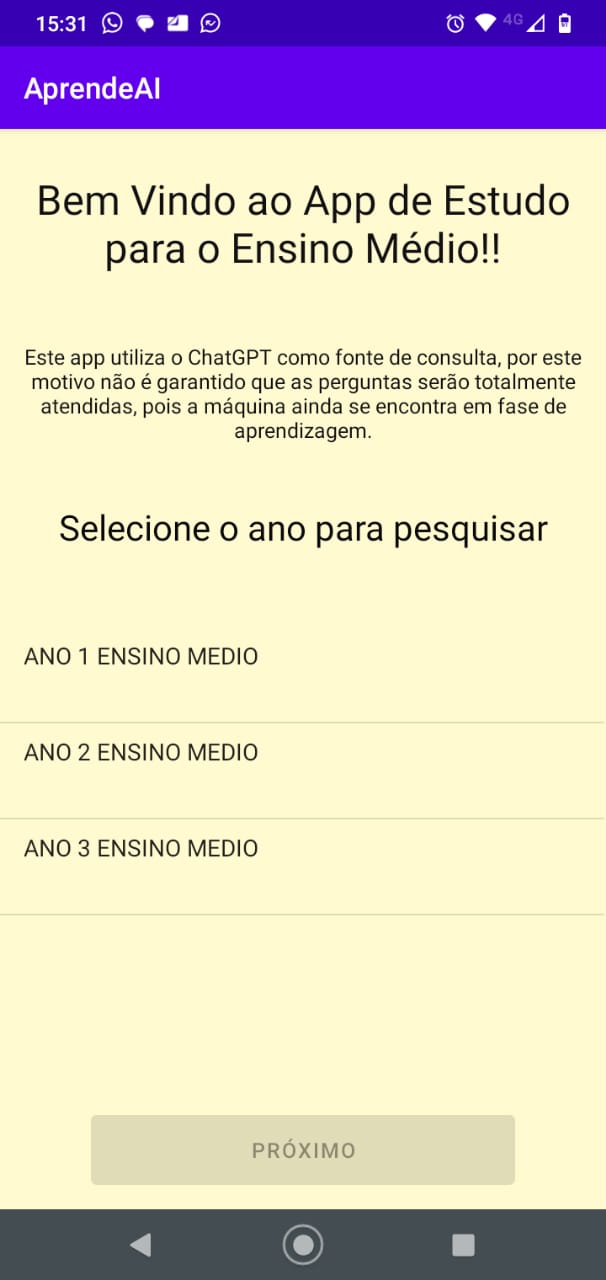 15:31
4G
AprendeAI
Bem Vindo ao App de Estudo
para o Ensino Médio!!
Este app utiliza o ChatGPT como fonte de consulta, por este
motivo não é garantido que as perguntas serão totalmente
atendidas, pois a máquina ainda se encontra em fase de
aprendizagem.
Selecione o ano para pesquisar
ANO 1 ENSINO MEDIO
ANO 2 ENSINO MEDIO
ANO 3 ENSINO MEDIO
PRÓXIMO